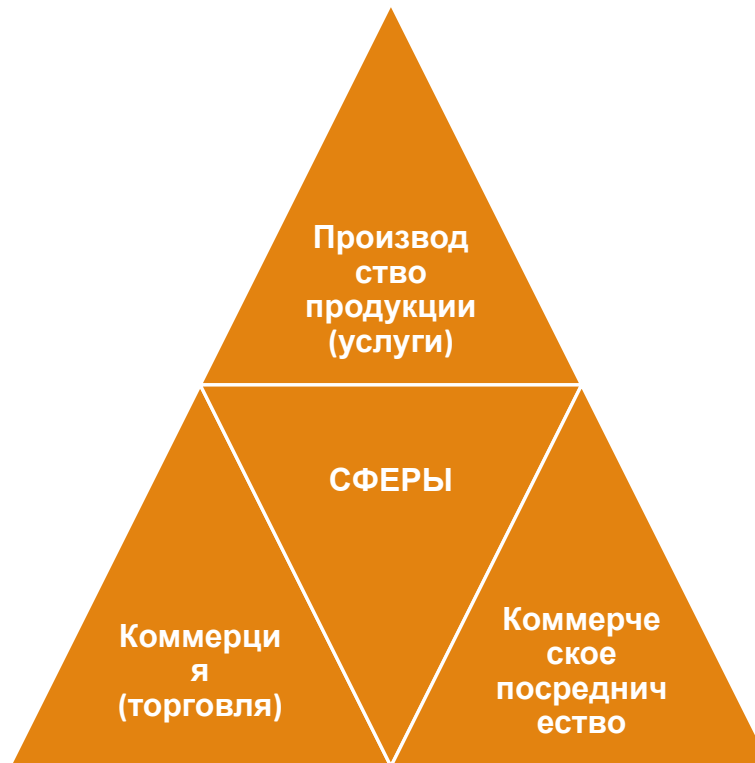 Производ
ство
продукции
(услуги)
СФЕРЫ
Коммерци
я
(торговля)
Коммерче
ское
посреднич
ество